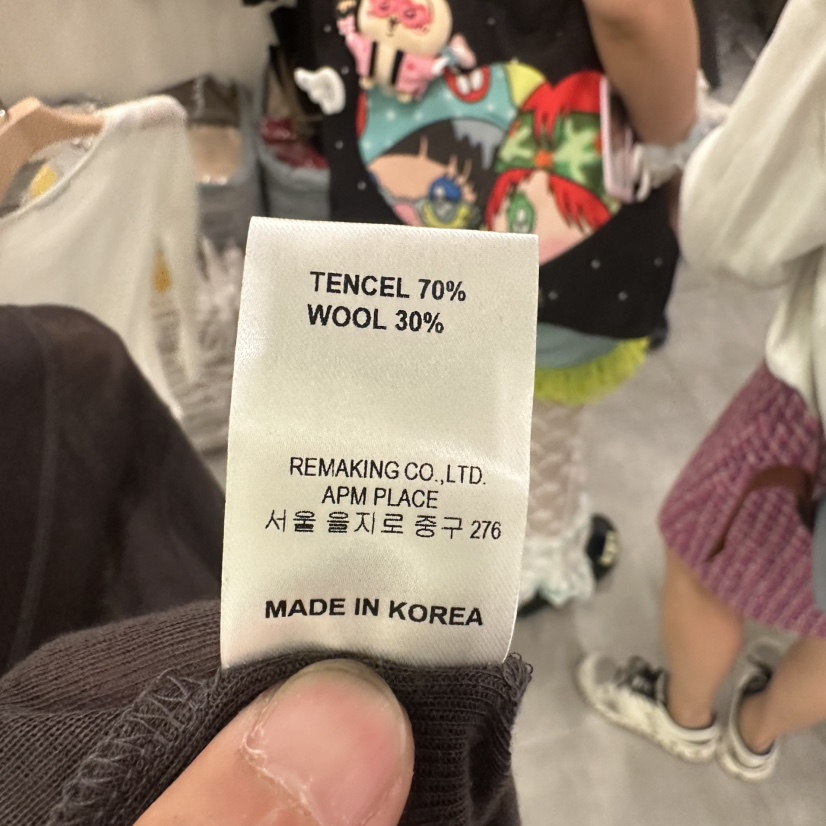 TENCEL 70%
WOOL 30%
REMAKING CO.,LTD.
APM PLACE
서울 을지로 중구 276
MADE IN KOREA